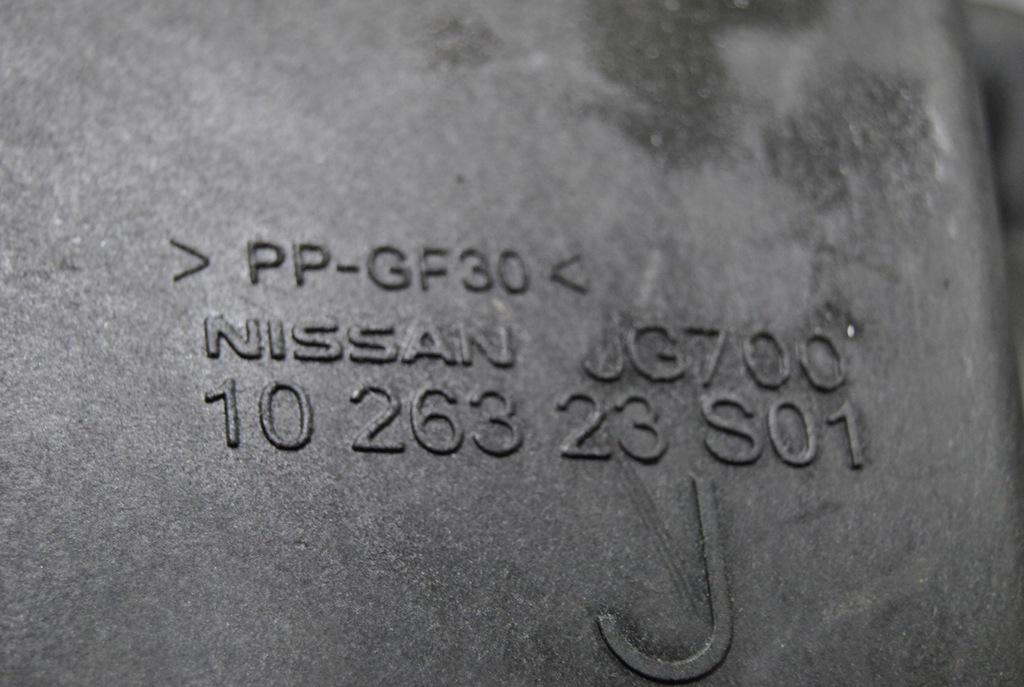 > PP-GF30 <
NISSAN JG700
10 263 23 S01
J